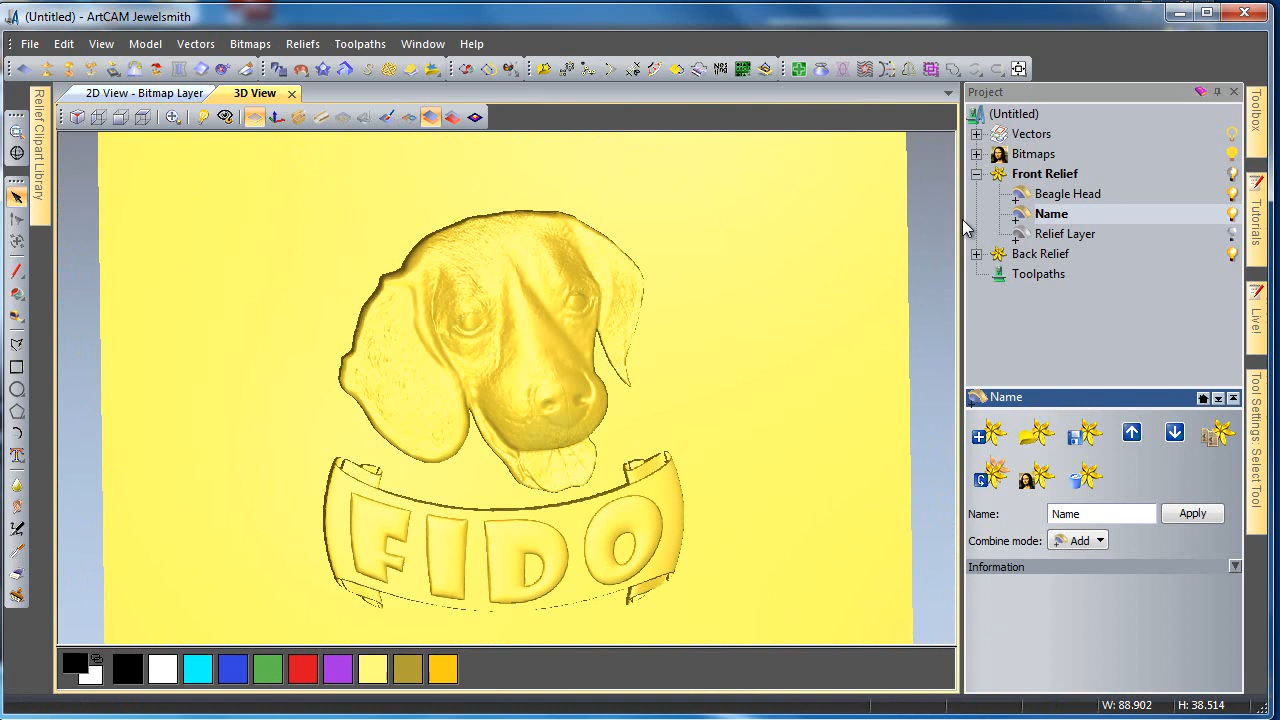 (Untitled) - ArtCAM Jewelsmith
File Edit View Model Vectors Bitmaps Reliefs Toolpaths Window Help
2D View - Bitmap Layer
3D View
Relief Clipart Library
Project
(Untitled)
Vectors
Bitmaps
Front Relief
Beagle Head
Name
Relief Layer
Back Relief
Toolpaths
Toolbox
Tutorials
Live!
Tool Settings: Select Tool
FIDO
Name
Name: Name Apply
Combine mode: Add
Information
W: 88.902 H: 38.514